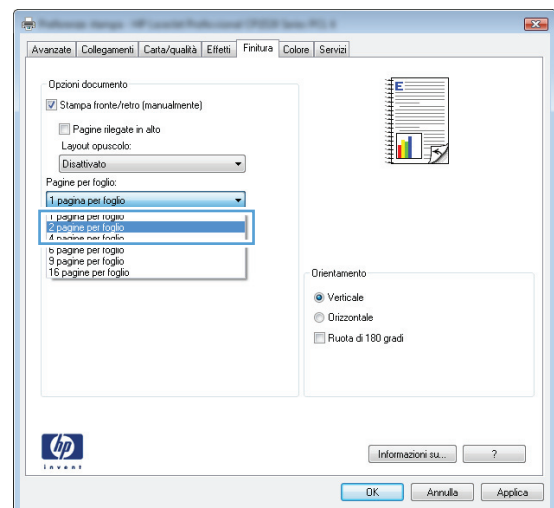 Avanzate Collegamenti Carta/qualità Effetti Finitura Colore Servizi
Opzioni documento
Stampa fronte/retro (manualmente)
Pagine rilegate in alto
Layout opuscolo:
Disattivato
Pagine per foglio:
1 pagina per foglio
1 pagina per foglio
2 pagine per foglio
4 pagine per foglio
6 pagine per foglio
9 pagine per foglio
16 pagine per foglio
E
Orientamento
Verticale
Orizzontale
Ruota di 180 gradi
hp
invent
Informazioni su... ?
OK Annulla Applica